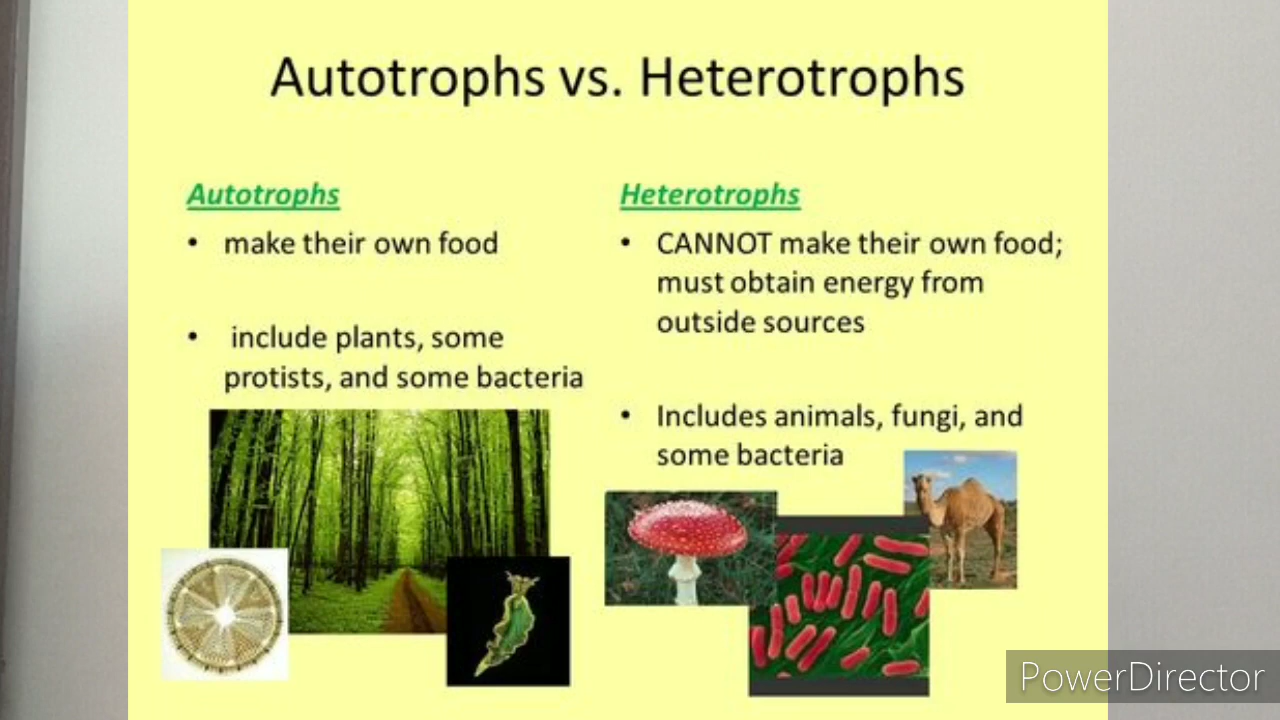 Autotrophs vs. Heterotrophs
Autotrophs
• make their own food
• include plants, some
protists, and some bacteria
Heterotrophs
• CANNOT make their own food;
must obtain energy from
outside sources
• Includes animals, fungi, and
some bacteria
PowerDirector